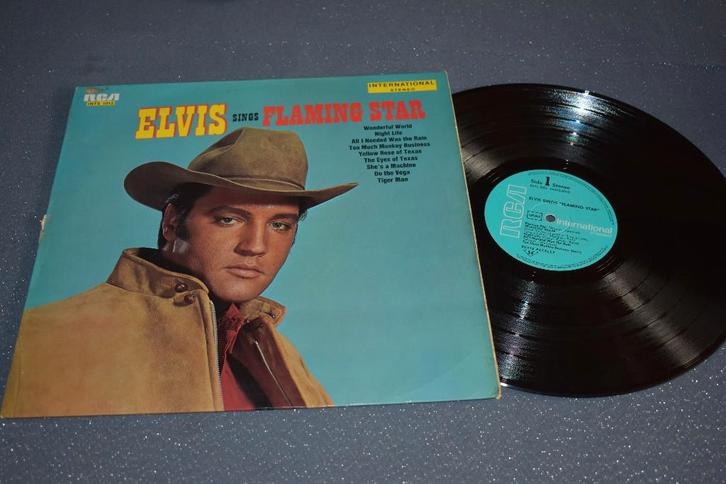 RCA
INTERNATIONAL
STEREO
ELVIS SINGS FLAMING STAR
Wonderful World
Night Life
All I Needed Was the Rain
Too Much Monkey Business
Yellow Rose of Texas
The Eyes of Texas
She's a Machine
Do the Vega
Tiger Man
Side 1 Stereo
ELVIS SINGS "FLAMING STAR"
RCA International
ELVIS PRESLEY